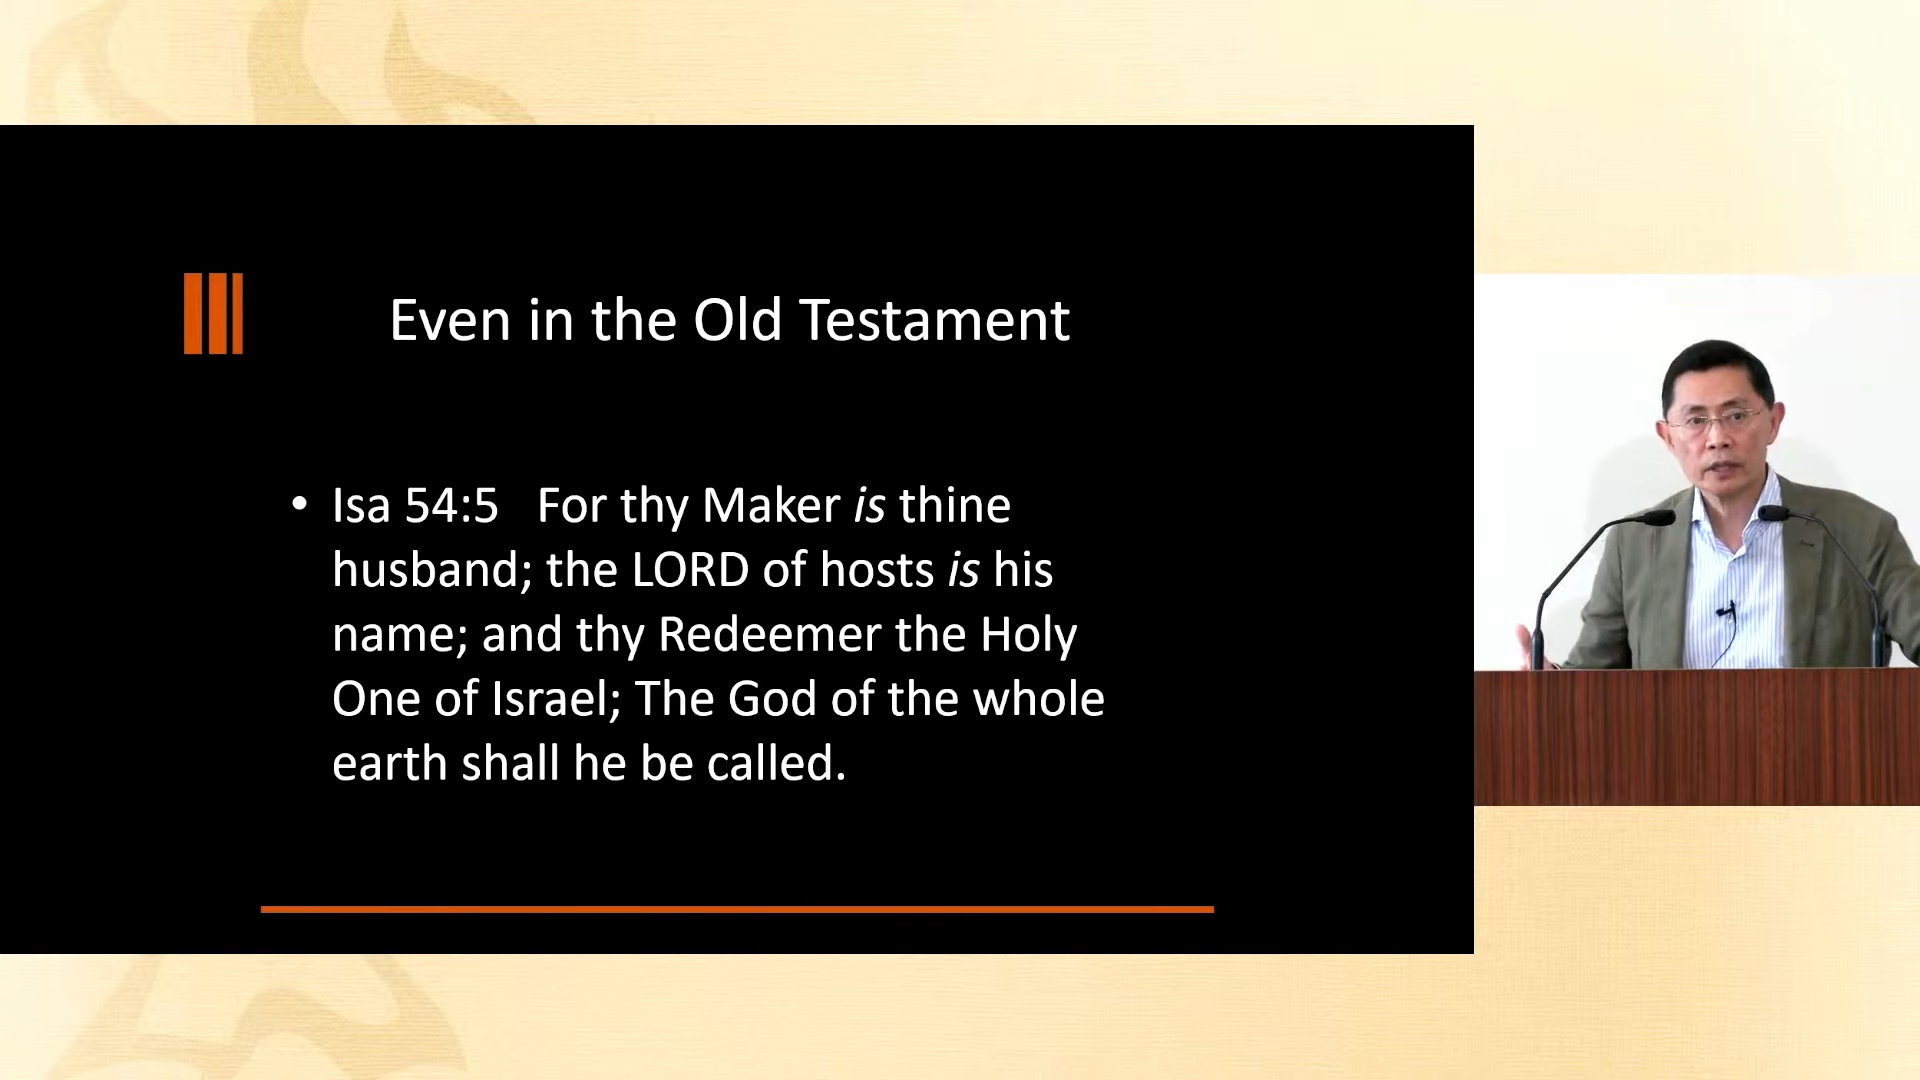 Even in the Old Testament
• Isa 54:5   For thy Maker is thine
husband; the LORD of hosts is his
name; and thy Redeemer the Holy
One of Israel; The God of the whole
earth shall he be called.